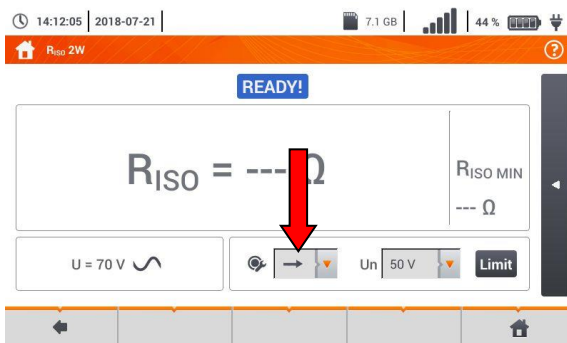 14:12:05 2018-07-21 7.1 GB 44 %
RISO 2W ?
READY!
RISO = --- Ω
RISO MIN
--- Ω
U = 70 V Un 50 V Limit